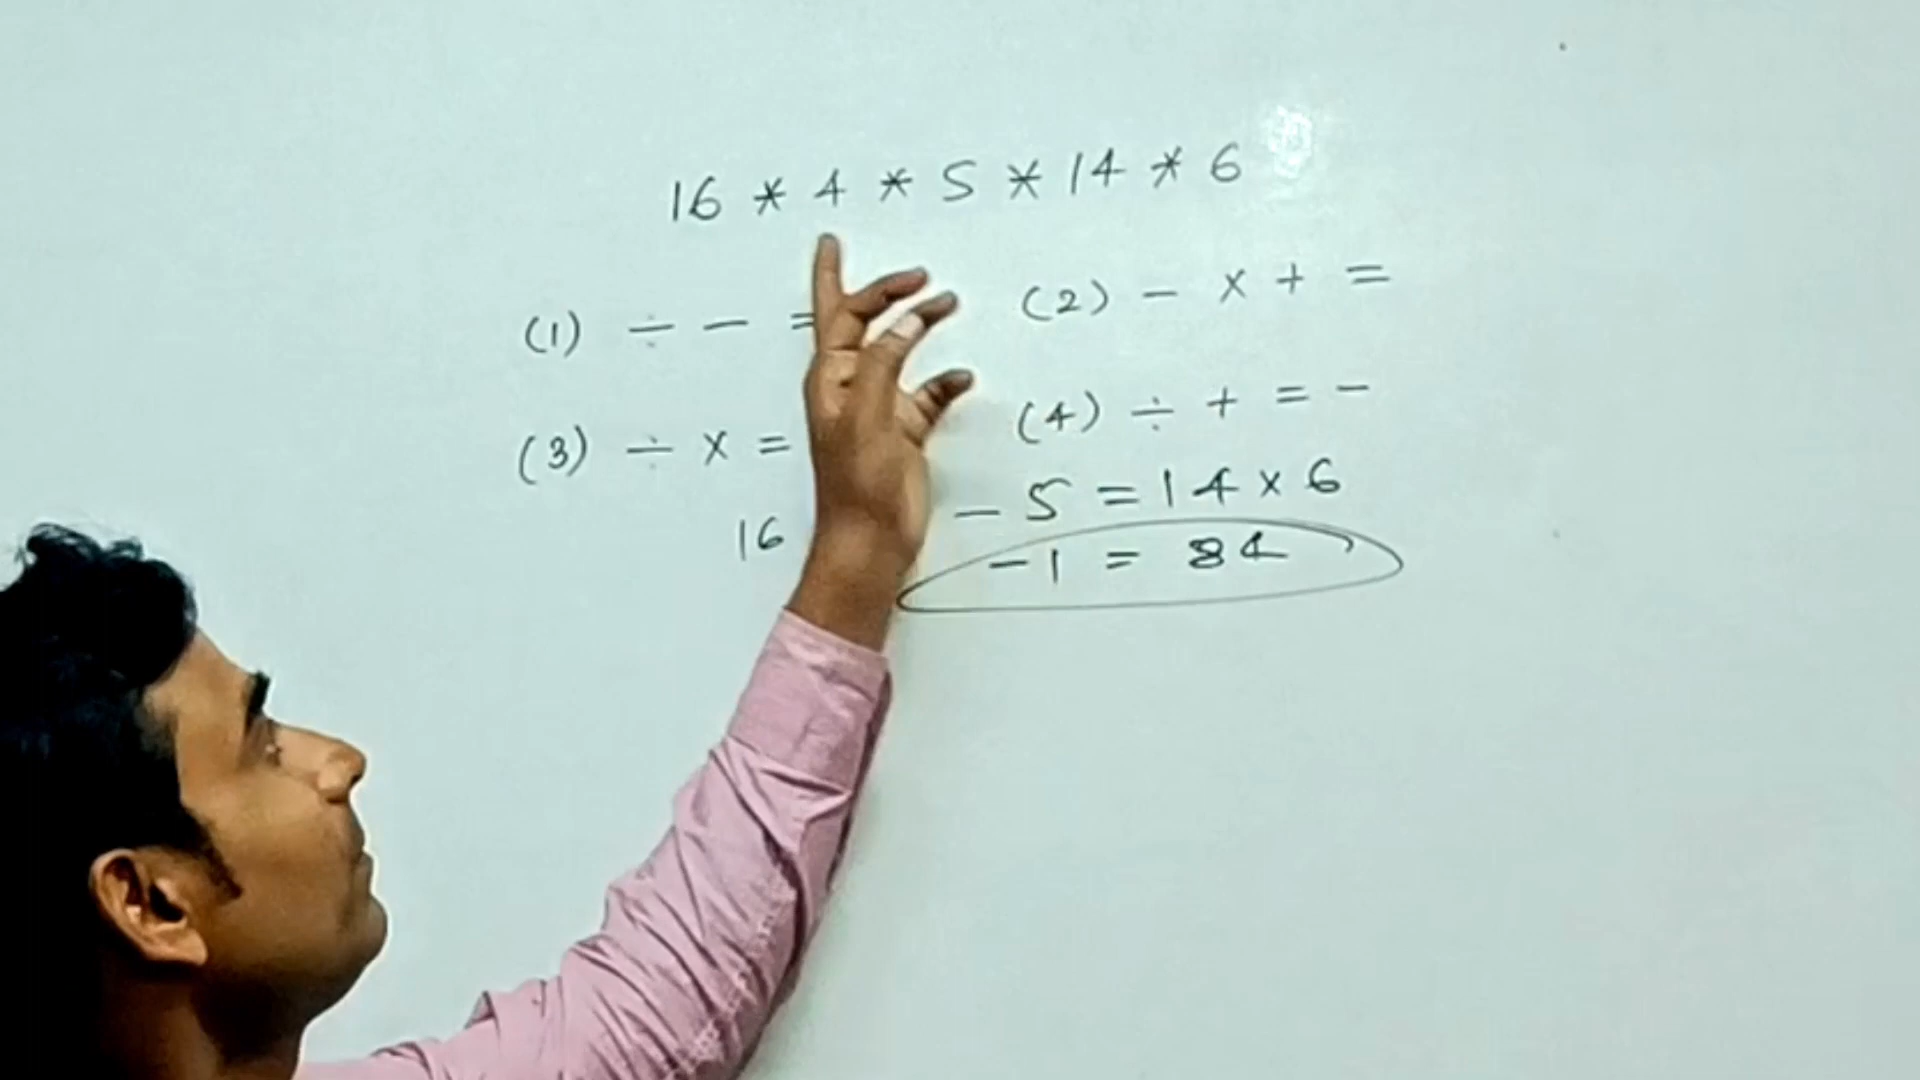 16 * 4 * 5 * 14 * 6
(1) ÷ - = (2) - × + =
(3) ÷ × = (4) ÷ + = -
16 - 5 = 14 × 6
-1 = 84